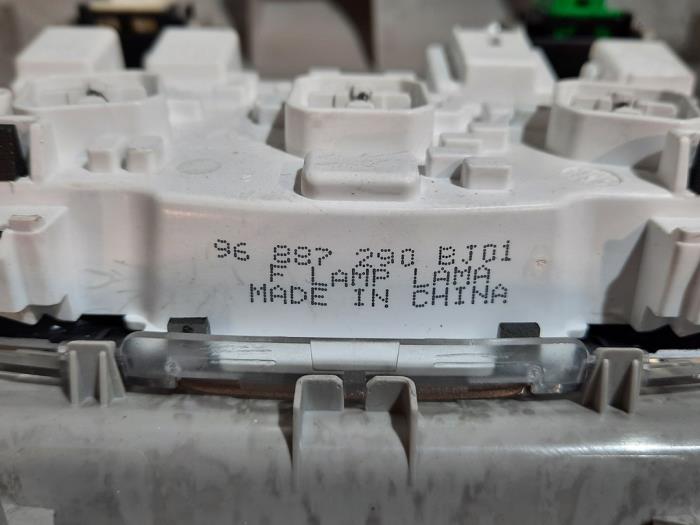 96 887 290 BJ01
F LAMP LAMA
MADE IN CHINA